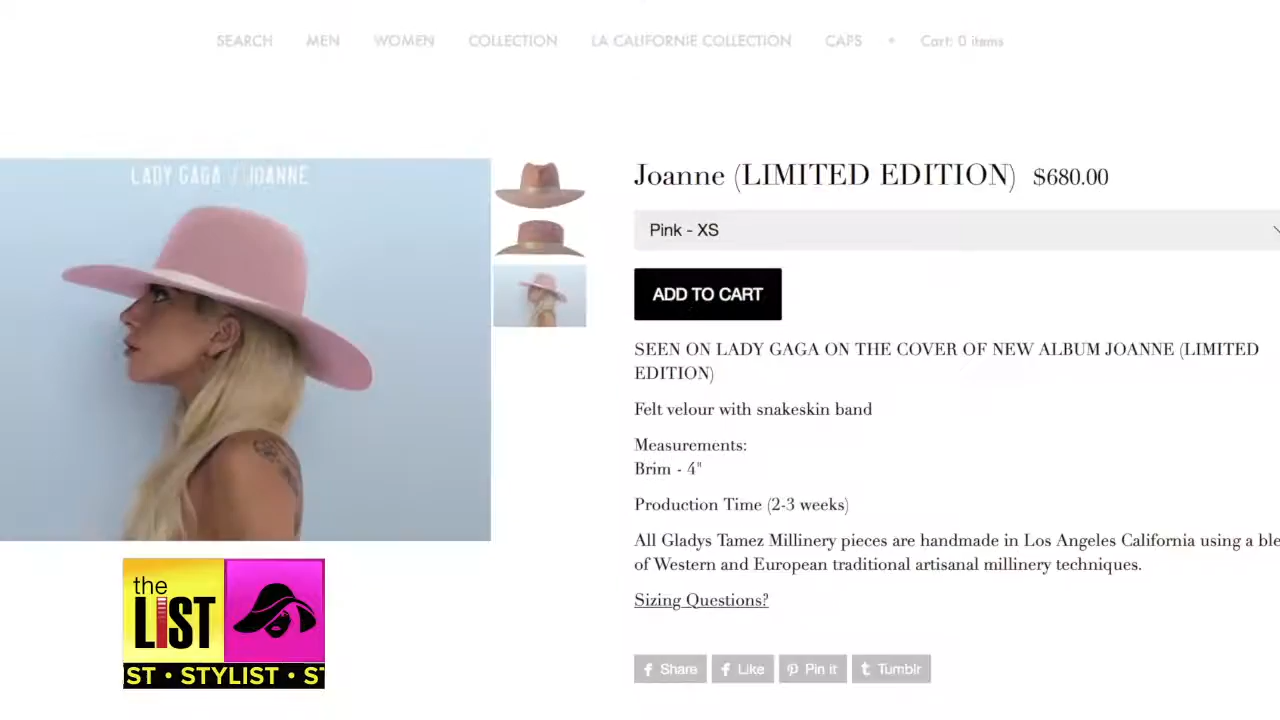 SEARCH MEN WOMEN COLLECTION LA CALIFORNIE COLLECTION CAPS • Cart: 0 items
LADY GAGA / JOANNE
Joanne (LIMITED EDITION) $680.00
Pink - XS
ADD TO CART
SEEN ON LADY GAGA ON THE COVER OF NEW ALBUM JOANNE (LIMITED
EDITION)
Felt velour with snakeskin band
Measurements:
Brim - 4"
Production Time (2-3 weeks)
All Gladys Tamez Millinery pieces are handmade in Los Angeles California using a ble
of Western and European traditional artisanal millinery techniques.
Sizing Questions?
Share Like Pin it Tumblr
the
LIST
ST • STYLIST • ST